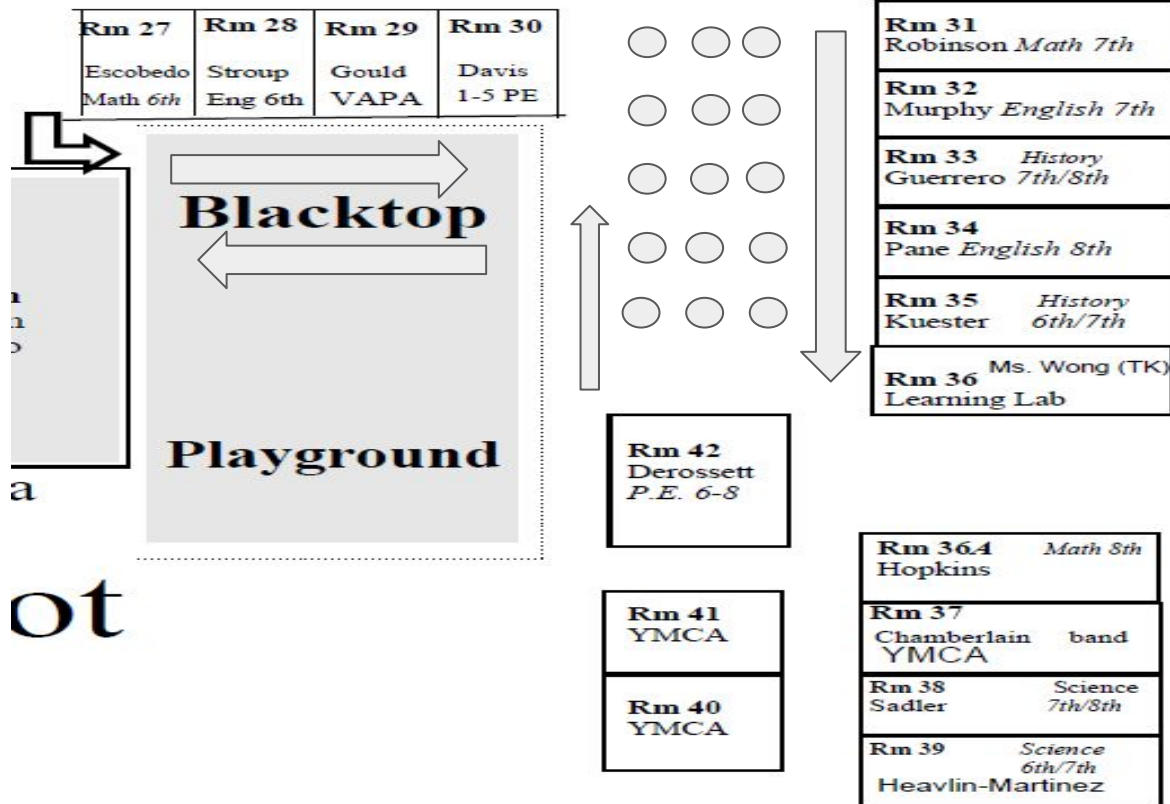 Rm 27
Escobedo
Math 6th
Rm 28
Stroup
Eng 6th
Rm 29
Gould
VAPA
Rm 30
Davis
1-5 PE
Blacktop
Playground
n
o
a
ot
Rm 31
Robinson Math 7th
Rm 32
Murphy English 7th
Rm 33 History
Guerrero 7th/8th
Rm 34
Pane English 8th
Rm 35 History
Kuester 6th/7th
Rm 36 Ms. Wong (TK)
Learning Lab
Rm 42
Derossett
P.E. 6-8
Rm 41
YMCA
Rm 40
YMCA
Rm 36A Math 8th
Hopkins
Rm 37
Chamberlain band
YMCA
Rm 38 Science
Sadler 7th/8th
Rm 39 Science
6th/7th
Heavlin-Martinez